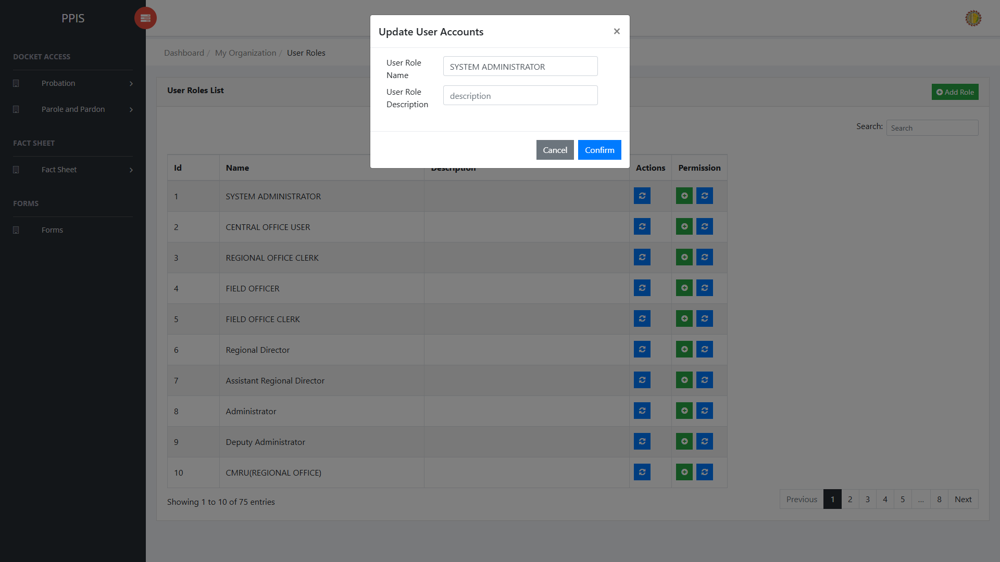 PPIS
DOCKET ACCESS
Probation
Parole and Pardon
FACT SHEET
Fact Sheet
FORMS
Forms
Dashboard / My Organization / User Roles
User Roles List
Add Role
Search: Search
Update User Accounts ×
User Role Name
SYSTEM ADMINISTRATOR
User Role Description
description
Cancel Confirm
Id Name Description Actions Permission
1 SYSTEM ADMINISTRATOR
2 CENTRAL OFFICE USER
3 REGIONAL OFFICE CLERK
4 FIELD OFFICER
5 FIELD OFFICE CLERK
6 Regional Director
7 Assistant Regional Director
8 Administrator
9 Deputy Administrator
10 CMRU(REGIONAL OFFICE)
Showing 1 to 10 of 75 entries
Previous 1 2 3 4 5 ... 8 Next